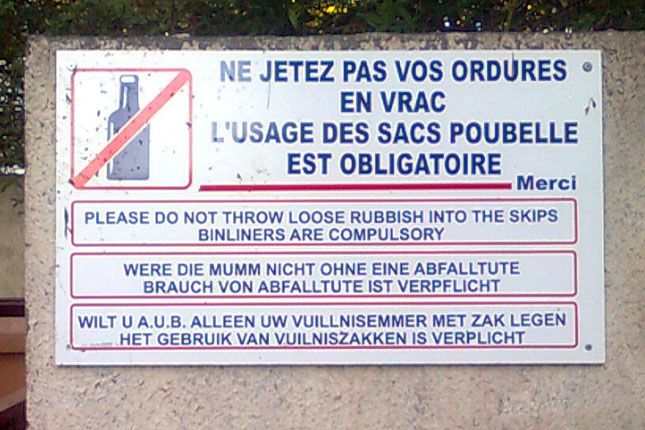 NE JETEZ PAS VOS ORDURES
EN VRAC
L'USAGE DES SACS POUBELLE
EST OBLIGATOIRE
Merci
PLEASE DO NOT THROW LOOSE RUBBISH INTO THE SKIPS
BINLINERS ARE COMPULSORY
WERE DIE MUMM NICHT OHNE EINE ABFALLTUTE
BRAUCH VON ABFALLTUTE IST VERPFLICHT
WILT U A.U.B. ALLEEN UW VUILLNISEMMER MET ZAK LEGEN
HET GEBRUIK VAN VUILNISZAKKEN IS VERPLICHT